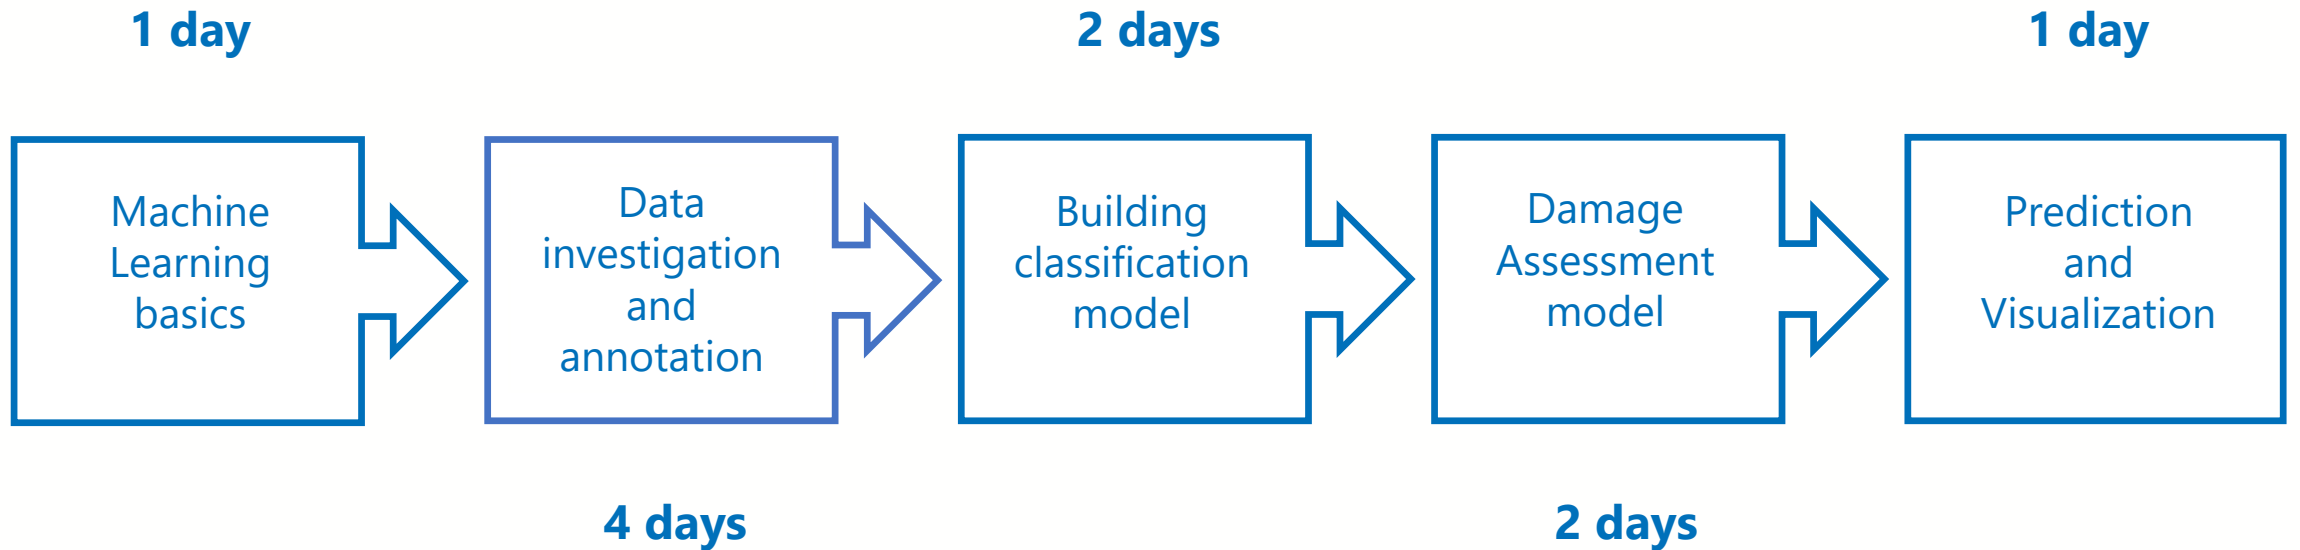 1 day
2 days
1 day
Machine
Learning
basics
Data
investigation
and
annotation
Building
classification
model
Damage
Assessment
model
Prediction
and
Visualization
4 days
2 days